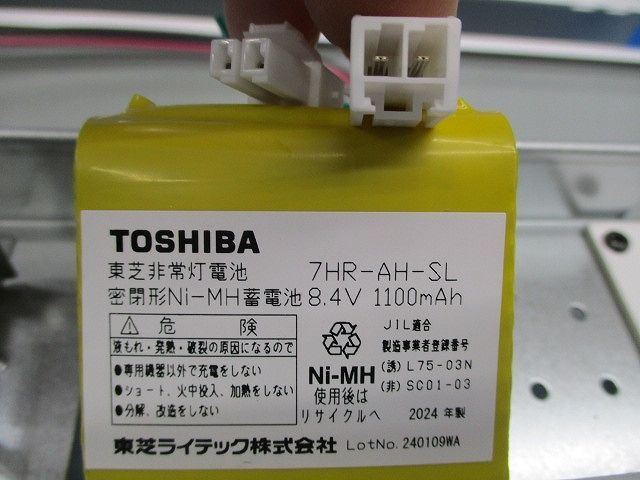 TOSHIBA
東芝非常灯電池 7HR-AH-SL
密閉形Ni-MH蓄電池 8.4V 1100mAh
危険
液もれ・発熱・破裂の原因になるので
●専用機器以外で充電をしない
●ショート、火中投入、加熱をしない
●分解、改造をしない
Ni-MH
使用後は
リサイクルへ
JIL適合
製造事業者登録番号
(誘) L75-03N
(非) SC01-03
2024 年製
東芝ライテック株式会社 LotNo. 240109WA